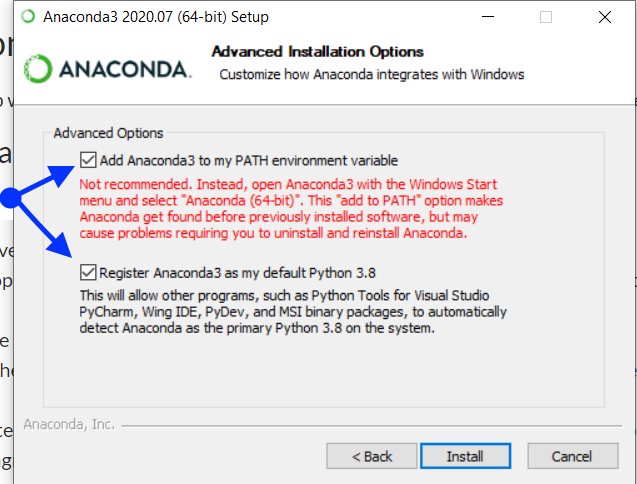 Anaconda3 2020.07 (64-bit) Setup
Advanced Installation Options
ANACONDA.
Customize how Anaconda integrates with Windows
Advanced Options
Add Anaconda3 to my PATH environment variable
Not recommended. Instead, open Anaconda3 with the Windows Start
menu and select "Anaconda (64-bit)". This "add to PATH" option makes
Anaconda get found before previously installed software, but may
cause problems requiring you to uninstall and reinstall Anaconda.
Register Anaconda3 as my default Python 3.8
This will allow other programs, such as Python Tools for Visual Studio
PyCharm, Wing IDE, PyDev, and MSI binary packages, to automatically
detect Anaconda as the primary Python 3.8 on the system.
Anaconda, Inc.
< Back Install Cancel